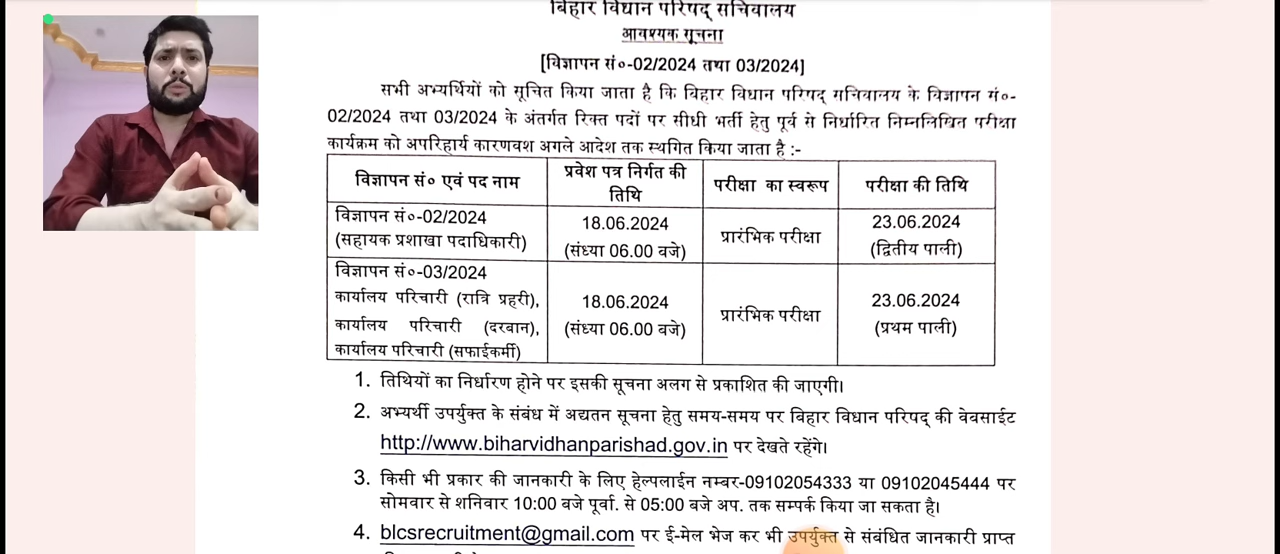 बिहार विधान परिषद् सचिवालय
आवश्यक सूचना
[विज्ञापन सं०-02/2024 तथा 03/2024]
सभी अभ्यर्थियों को सूचित किया जाता है कि बिहार विधान परिषद् सचिवालय के विज्ञापन सं०-
02/2024 तथा 03/2024 के अंतर्गत रिक्त पदों पर सीधी भर्ती हेतु पूर्व से निर्धारित निम्नलिखित परीक्षा
कार्यक्रम को अपरिहार्य कारणवश अगले आदेश तक स्थगित किया जाता है :-
विज्ञापन सं० एवं पद नाम
प्रवेश पत्र निर्गत की
तिथि
परीक्षा का स्वरूप
परीक्षा की तिथि
विज्ञापन सं०-02/2024
(सहायक प्रशाखा पदाधिकारी)
18.06.2024
(संध्या 06.00 बजे)
प्रारंभिक परीक्षा
23.06.2024
(द्वितीय पाली)
विज्ञापन सं०-03/2024
कार्यालय परिचारी (रात्रि प्रहरी),
कार्यालय परिचारी (दरबान),
कार्यालय परिचारी (सफाईकर्मी)
18.06.2024
(संध्या 06.00 बजे)
प्रारंभिक परीक्षा
23.06.2024
(प्रथम पाली)
1. तिथियों का निर्धारण होने पर इसकी सूचना अलग से प्रकाशित की जाएगी।
2. अभ्यर्थी उपर्युक्त के संबंध में अद्यतन सूचना हेतु समय-समय पर बिहार विधान परिषद् की वेबसाईट
http://www.biharvidhanparishad.gov.in पर देखते रहेंगे।
3. किसी भी प्रकार की जानकारी के लिए हेल्पलाईन नम्बर-09102054333 या 09102045444 पर
सोमवार से शनिवार 10:00 बजे पूर्वा. से 05:00 बजे अप. तक सम्पर्क किया जा सकता है।
4. blcsrecruitment@gmail.com पर ई-मेल भेज कर भी उपर्युक्त से संबंधित जानकारी प्राप्त